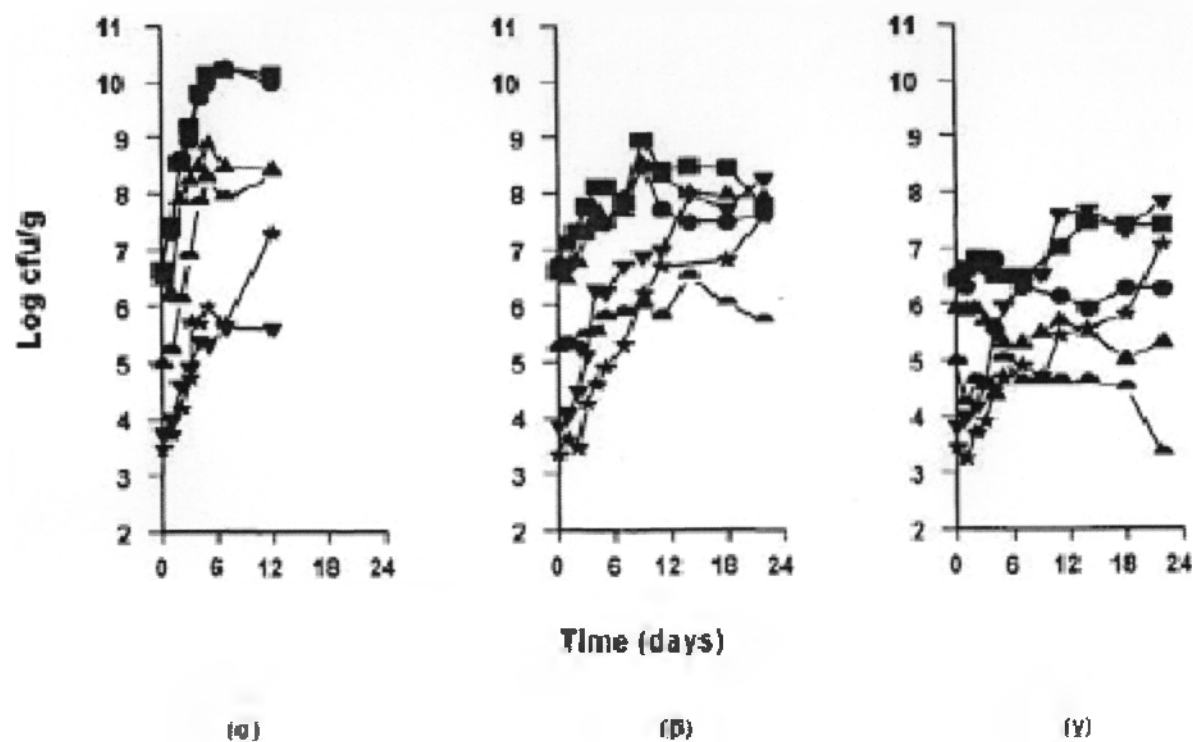 11 11 11
10 10 10
9 9 9
8 8 8
7 7 7
6 6 6
5 5 5
4 4 4
3 3 3
2 2 2
Log cfu/g
0 6 12 18 24 0 6 12 18 24 0 6 12 18 24
Time (days)
(α) (β) (γ)